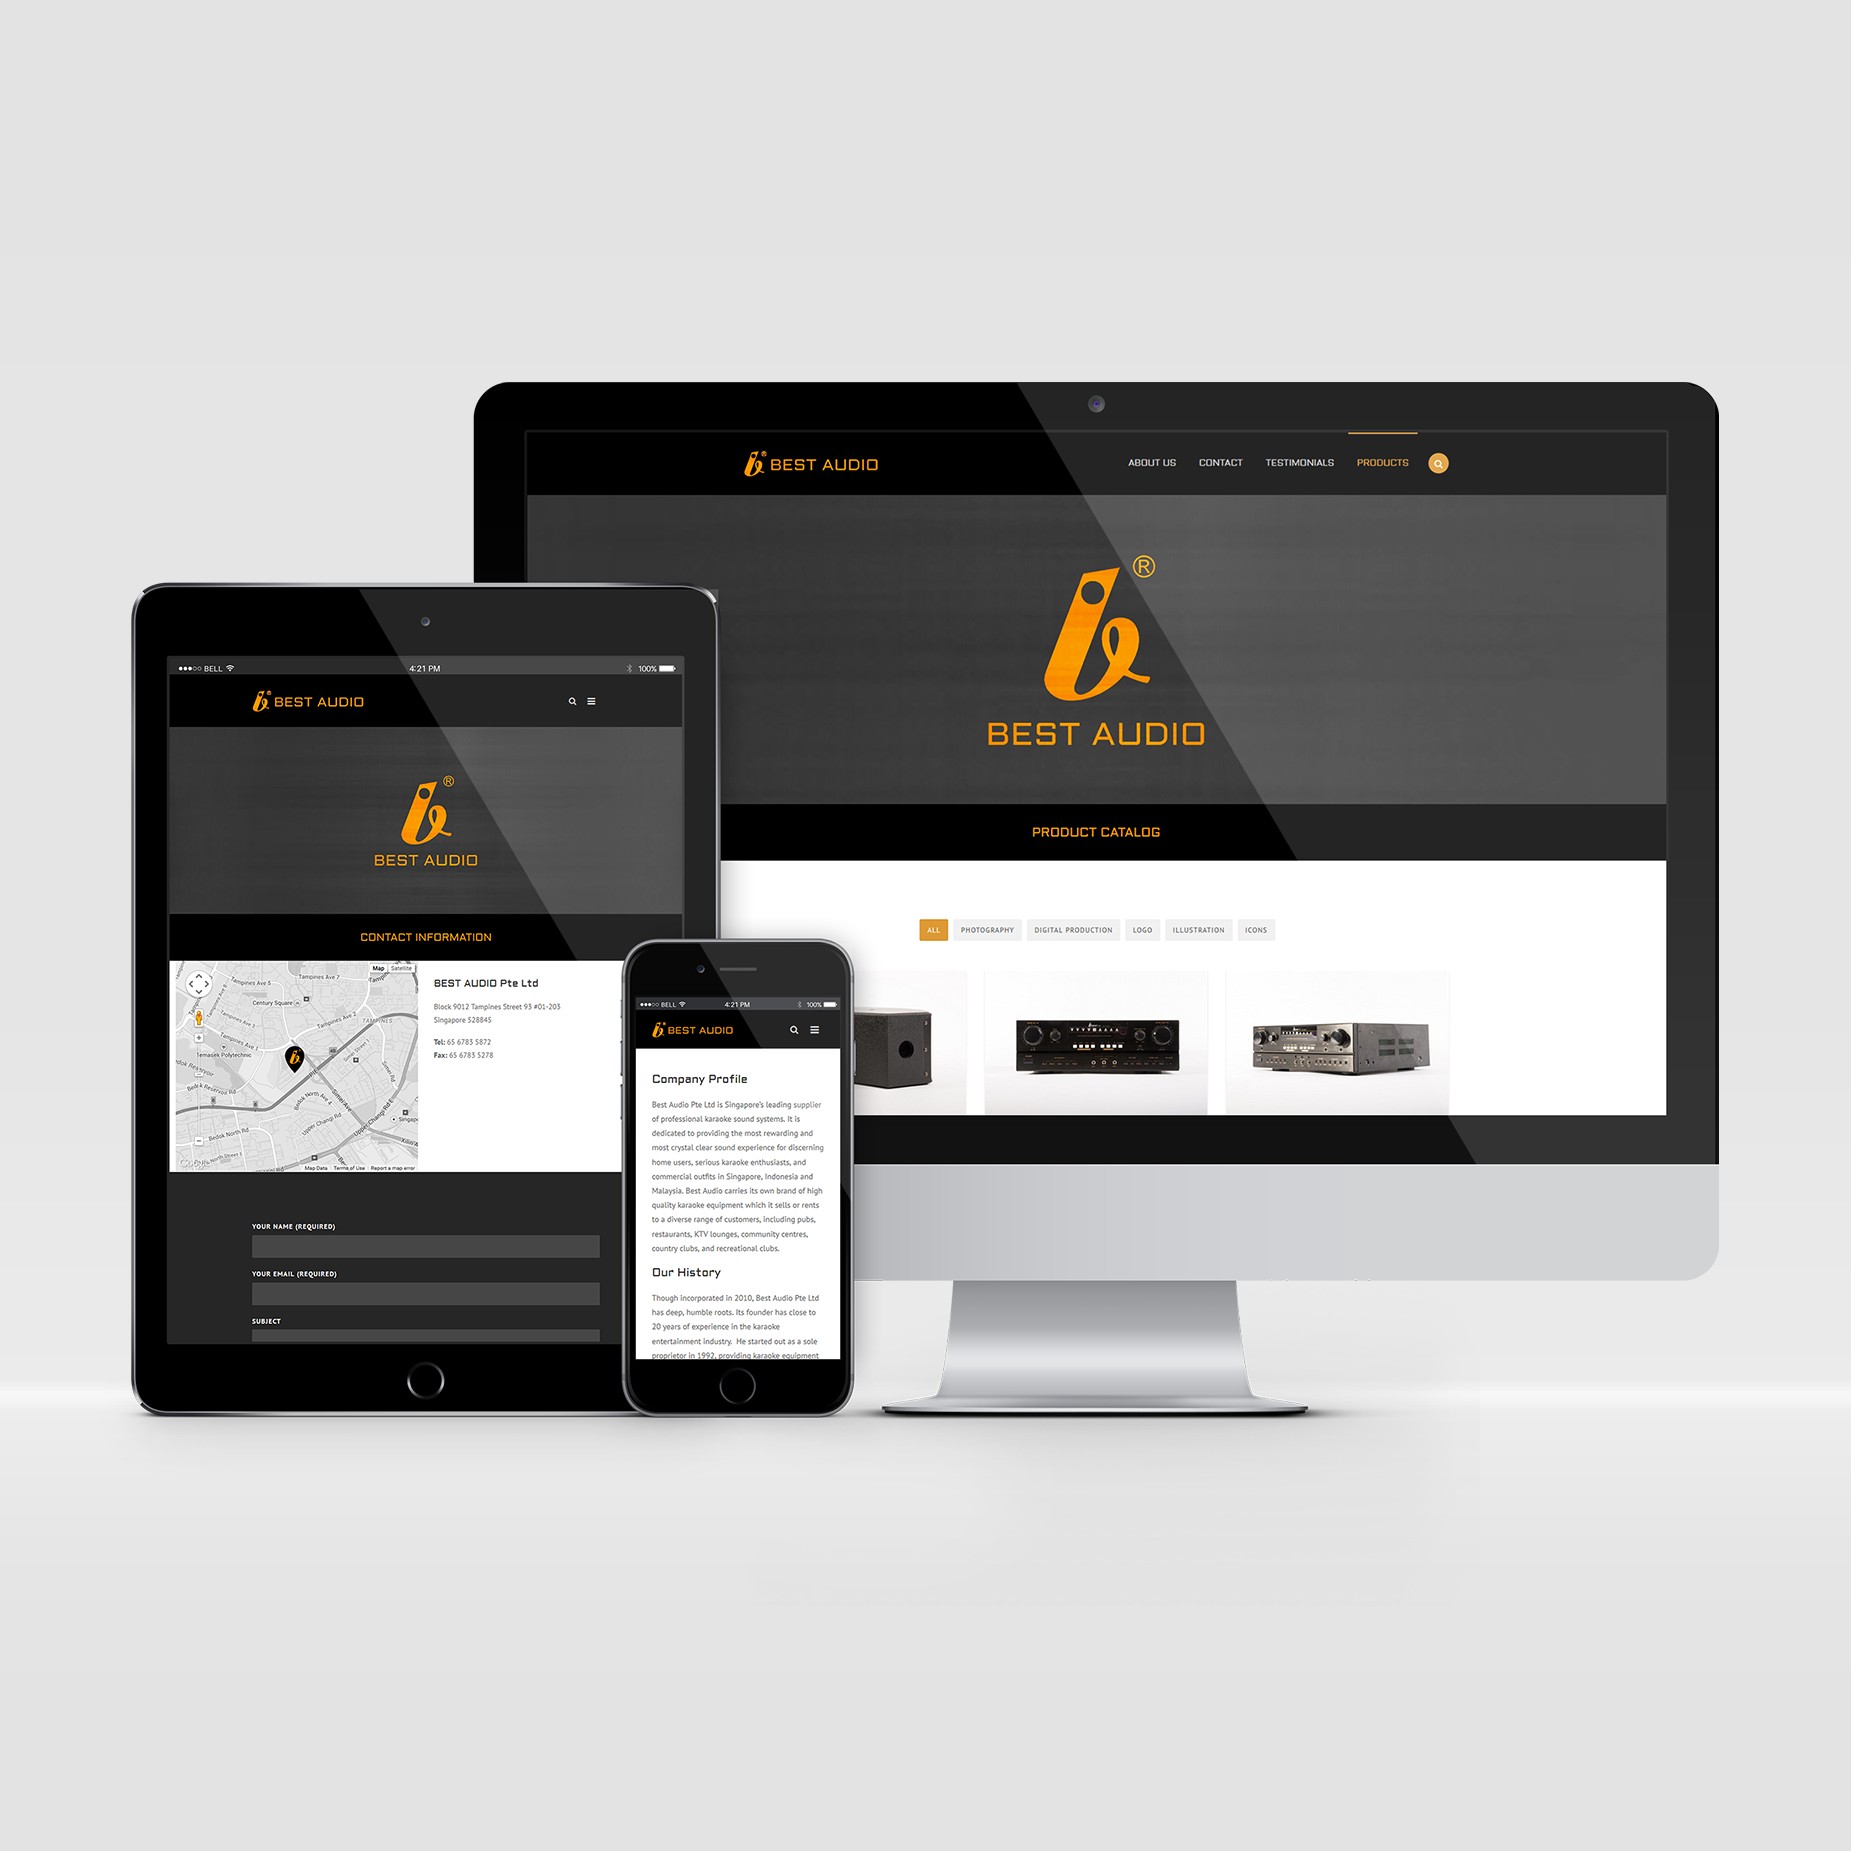 BEST AUDIO
ABOUT US CONTACT TESTIMONIALS PRODUCTS
®
BEST AUDIO
PRODUCT CATALOG
ALL PHOTOGRAPHY DIGITAL PRODUCTION LOGO ILLUSTRATION ICONS
BELL 4:21 PM 100%
BEST AUDIO
®
BEST AUDIO
CONTACT INFORMATION
Map Satellite
Tampines Ave 7
Tampines Ave 5
Century Square
Tampines Ave 2
TAMPINES
Simei Street 1
Temasek Polytechnic
Bedok Reservoir Rd
Bedok North Ave 4
Simei Ave
Simei Rd
Upper Changi Rd
Upper Changi Rd E
Bedok North Rd
Map Data Terms of Use Report a map error
BEST AUDIO Pte Ltd
Block 9012 Tampines Street 93 #01-203
Singapore 528845
Tel: 65 6783 5872
Fax: 65 6783 5278
YOUR NAME (REQUIRED)
YOUR EMAIL (REQUIRED)
SUBJECT
BELL 4:21 PM 100%
BEST AUDIO
Company Profile
Best Audio Pte Ltd is Singapore's leading supplier
of professional karaoke sound systems. It is
dedicated to providing the most rewarding and
most crystal clear sound experience for discerning
home users, serious karaoke enthusiasts, and
commercial outfits in Singapore, Indonesia and
Malaysia. Best Audio carries its own brand of high
quality karaoke equipment which it sells or rents
to a diverse range of customers, including pubs,
restaurants, KTV lounges, community centres,
country clubs, and recreational clubs.
Our History
Though incorporated in 2010, Best Audio Pte Ltd
has deep, humble roots. Its founder has close to
20 years of experience in the karaoke
entertainment industry. He started out as a sole
proprietor in 1992, providing karaoke equipment